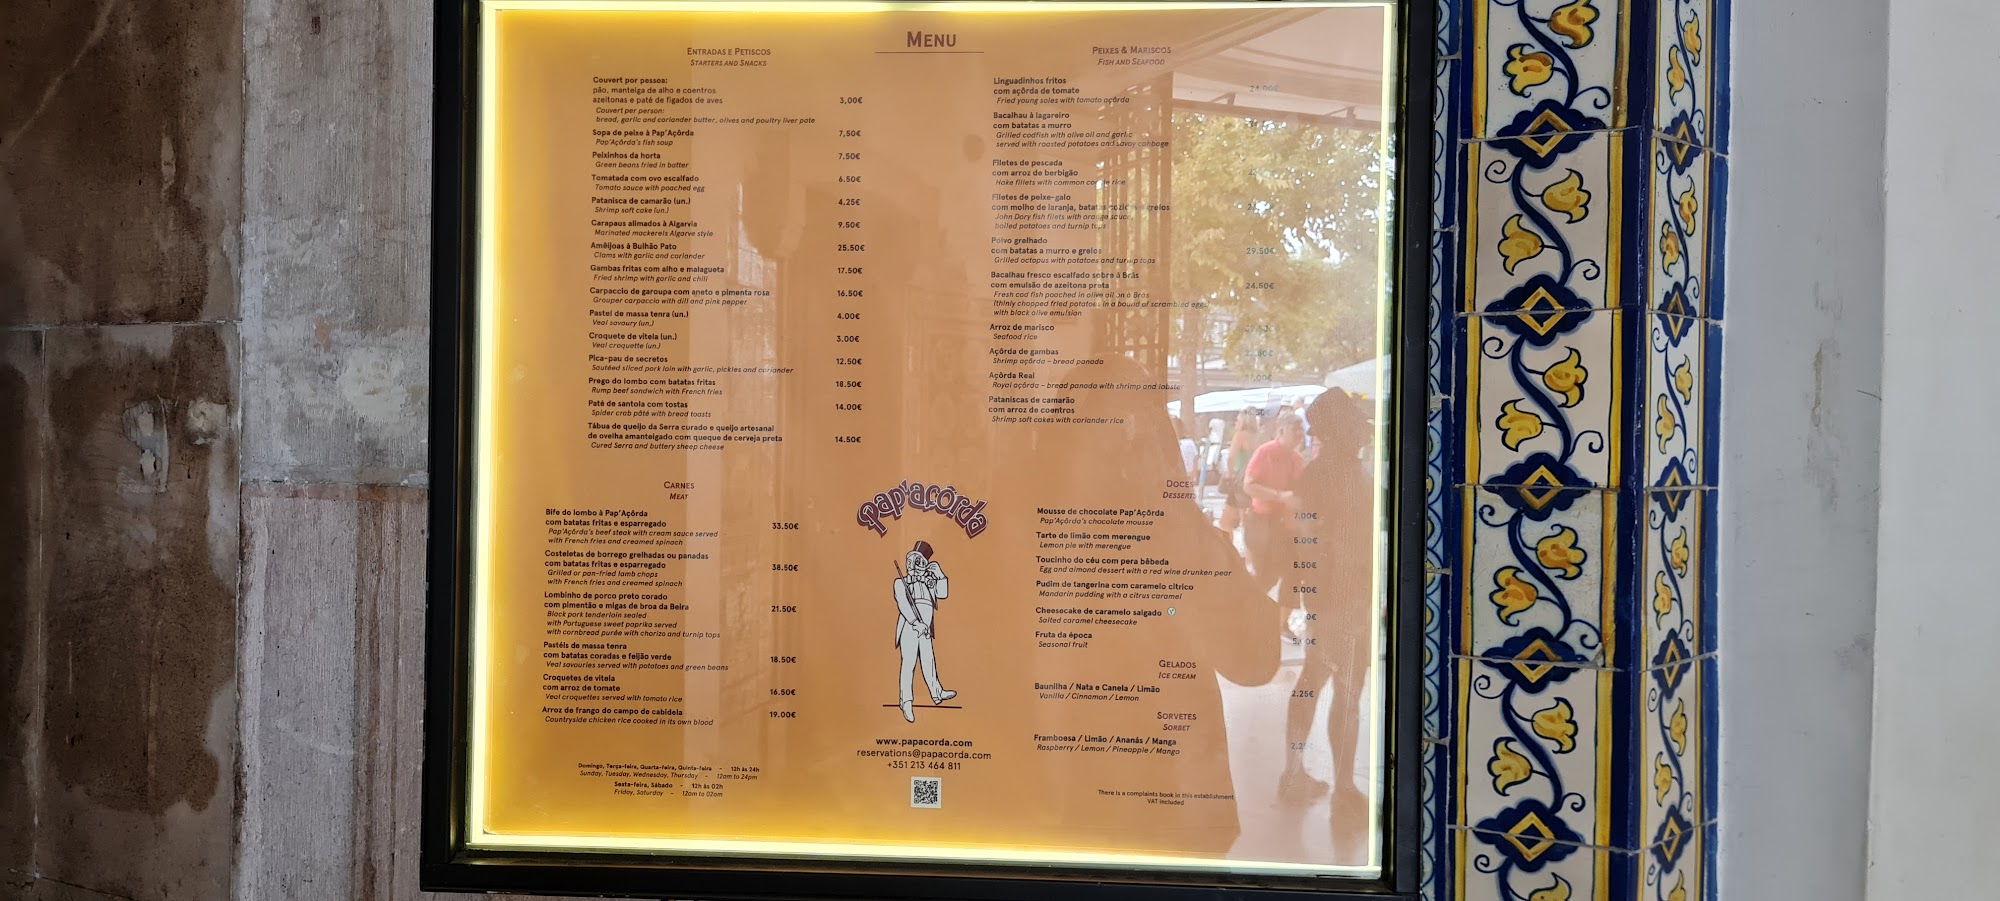 MENU
ENTRADAS E PETISCOS
STARTERS AND SNACKS
Couvert por pessoa:
pão, manteiga de alho e coentros
azeitonas e paté de fígados de aves 3,00€
Couvert per person:
bread, garlic and coriander butter, olives and poultry liver pate
Sopa de peixe à Pap'Açôrda 7,50€
Pap'Açôrda's fish soup
Peixinhos da horta 7.50€
Green beans fried in batter
Tomatada com ovo escalfado 6.50€
Tomato sauce with poached egg
Patanisca de camarão (un.) 4.25€
Shrimp soft cake (un.)
Carapaus alimados à Algarvia 9.50€
Marinated mackerels Algarve style
Amêijoas à Bulhão Pato 25.50€
Clams with garlic and coriander
Gambas fritas com alho e malagueta 17.50€
Fried shrimp with garlic and chili
Carpaccio de garoupa com aneto e pimenta rosa 16.50€
Grouper carpaccio with dill and pink pepper
Pastel de massa tenra (un.) 4.00€
Veal savoury (un.)
Croquete de vitela (un.) 3.00€
Veal croquette (un.)
Pica-pau de secretos 12.50€
Sautéed sliced pork loin with garlic, pickles and coriander
Prego do lombo com batatas fritas 18.50€
Rump beef sandwich with French fries
Paté de santola com tostas 14.00€
Spider crab pâté with bread toasts
Tábua de queijo da Serra curado e queijo artesanal
de ovelha amanteigado com queque de cerveja preta 14.50€
Cured Serra and buttery sheep cheese
PEIXES & MARISCOS
FISH AND SEAFOOD
Linguadinhos fritos
com açôrda de tomate
Fried young soles with tomato açôrda
Bacalhau à lagareiro
com batatas a murro
Grilled codfish with olive oil and garlic
served with roasted potatoes and savoy cabbage
Filetes de pescada
com arroz de berbigão
Hake fillets with common cockle rice
Filetes de peixe-galo
com molho de laranja, batatas cozidas e grelos
John Dory fish filets with orange sauce,
boiled potatoes and turnip tops
Polvo grelhado
com batatas a murro e grelos 29.50€
Grilled octopus with potatoes and turnip tops
Bacalhau fresco escalfado sobre à Brás
com emulsão de azeitona preta 24.50€
Fresh cod fish poached in olive oil on à Brás
(thinly chopped fried potatoes in a bound of scrambled eggs)
with black olive emulsion
Arroz de marisco
Seafood rice
Açôrda de gambas
Shrimp açôrda - bread panada
Açôrda Real
Royal açôrda - bread panada with shrimp and lobster
Pataniscas de camarão
com arroz de coentros
Shrimp soft cakes with coriander rice
CARNES
MEAT
Bife do lombo à Pap'Açôrda
com batatas fritas e esparregado 33.50€
Pap'Açôrda's beef steak with cream sauce served
with French fries and creamed spinach
Costeletas de borrego grelhadas ou panadas
com batatas fritas e esparregado 38.50€
Grilled or pan-fried lamb chops
with French fries and creamed spinach
Lombinho de porco preto corado
com pimentão e migas de broa da Beira 21.50€
Black pork tenderloin sealed
with Portuguese sweet paprika served
with cornbread purée with chorizo and turnip tops
Pastéis de massa tenra
com batatas coradas e feijão verde 18.50€
Veal savouries served with potatoes and green beans
Croquetes de vitela
com arroz de tomate 16.50€
Veal croquettes served with tomato rice
Arroz de frango do campo de cabidela 19.00€
Countryside chicken rice cooked in its own blood
Domingo, Terça-feira, Quarta-feira, Quinta-feira - 12h às 24h
Sunday, Tuesday, Wednesday, Thursday - 12am to 24pm
Sexta-feira, Sábado - 12h às 02h
Friday, Saturday - 12am to 02am
Pap'açôrda
www.papacorda.com
reservations@papacorda.com
+351 213 464 811
DOCES
DESSERTS
Mousse de chocolate Pap'Açôrda 7.00€
Pap'Açôrda's chocolate mousse
Tarte de limão com merengue 5.00€
Lemon pie with merengue
Toucinho do céu com pera bêbeda 5.50€
Egg and almond dessert with a red wine drunken pear
Pudim de tangerina com caramelo cítrico 5.00€
Mandarin pudding with a citrus caramel
Cheesecake de caramelo salgado
Salted caramel cheesecake
Fruta da época
Seasonal fruit
GELADOS
ICE CREAM
Baunilha / Nata e Canela / Limão 2.25€
Vanilla / Cinnamon / Lemon
SORVETES
SORBET
Framboesa / Limão / Ananás / Manga
Raspberry / Lemon / Pineapple / Mango
There is a complaints book in this establishment
VAT included